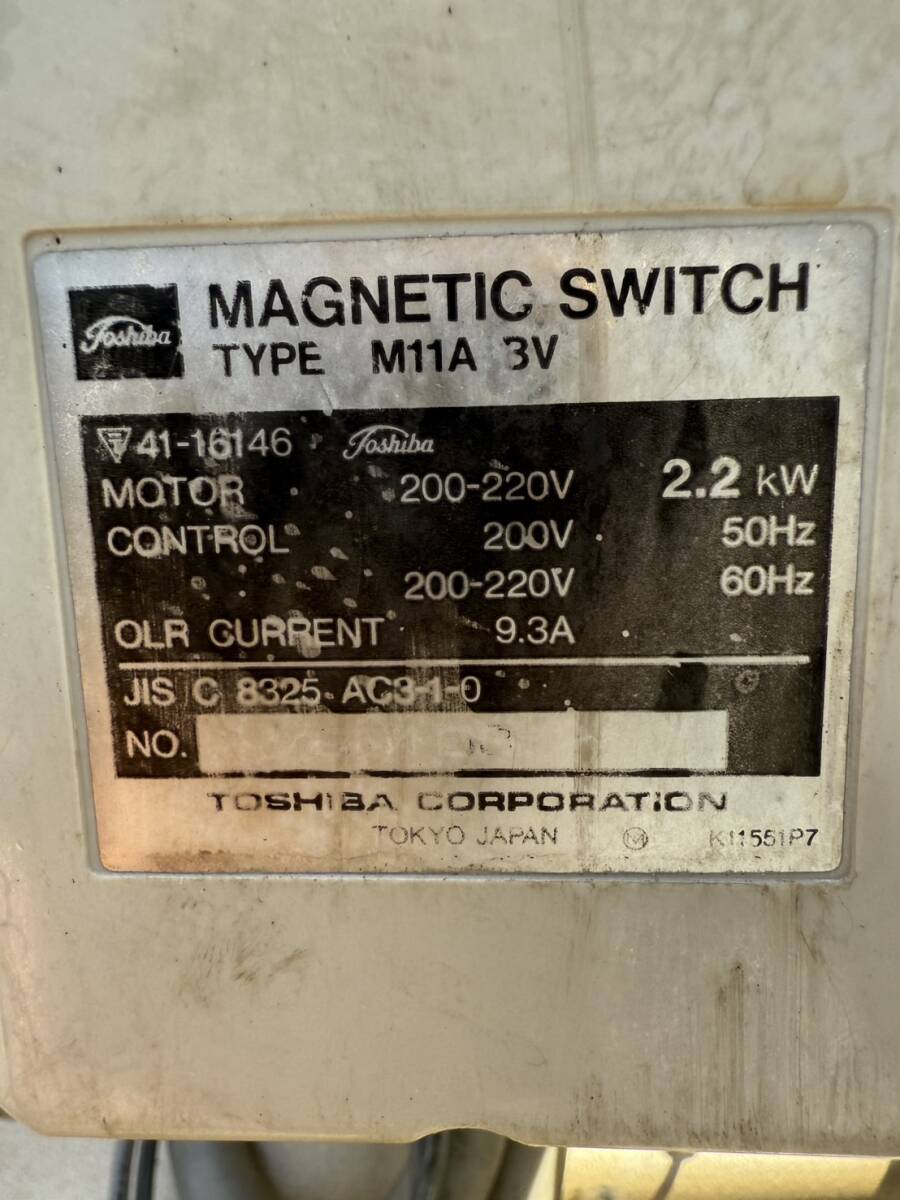 Toshiba MAGNETIC SWITCH
TYPE M11A 3V
41-16146 Toshiba
MOTOR 200-220V 2.2 kW
CONTROL 200V 50Hz
200-220V 60Hz
OLR CURRENT 9.3A
JIS C 8325 AC3-1-0
NO.
TOSHIBA CORPORATION
TOKYO JAPAN M K11551P7